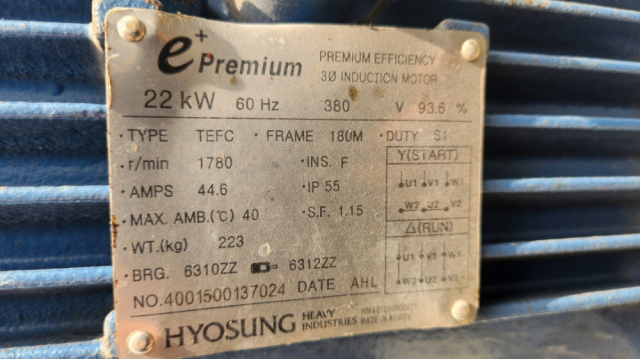 e+ Premium PREMIUM EFFICIENCY
3Ø INDUCTION MOTOR
22 kW 60 Hz 380 V 93.6 %
· TYPE TEFC · FRAME 180M · DUTY S1
· r/min 1780 · INS. F
· AMPS 44.6 · IP 55
· MAX. AMB.(℃) 40 · S.F. 1.15
· WT.(kg) 223
· BRG. 6310ZZ 6312ZZ
NO. 4001500137024 DATE AHL
Y(START)
U1 V1 W1
W2 U2 V2
Δ(RUN)
U1 V1 W1
W2 U2 V2
HYOSUNG HEAVY INDUSTRIES
MADE IN KOREA